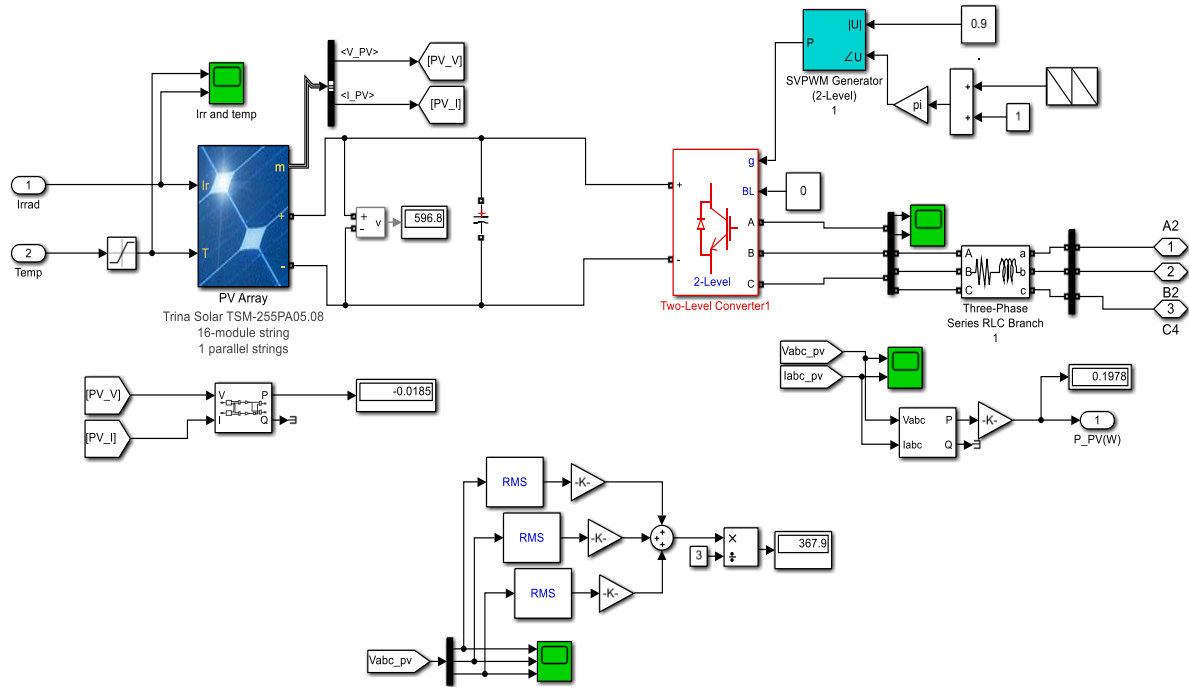 |U|
∠U
P
0.9
SVPWM Generator
(2-Level)
1
pi
+
+
1
<V_PV>
[PV_V]
<I_PV>
[PV_I]
Irr and temp
1
Irrad
2
Temp
Ir
T
m
+
-
PV Array
Trina Solar TSM-255PA05.08
16-module string
1 parallel strings
+
-
v
596.8
+
-
g
BL
A
B
C
2-Level
Two-Level Converter1
0
A
B
C
a
b
c
Three-Phase
Series RLC Branch
1
A2
1
2
B2
3
C4
[PV_V]
[PV_I]
V
I
P
Q
-0.0185
Vabc_pv
Iabc_pv
Vabc
Iabc
P
Q
-K-
0.1978
1
P_PV(W)
RMS
-K-
RMS
-K-
RMS
-K-
+
+
+
3
×
÷
367.9
Vabc_pv